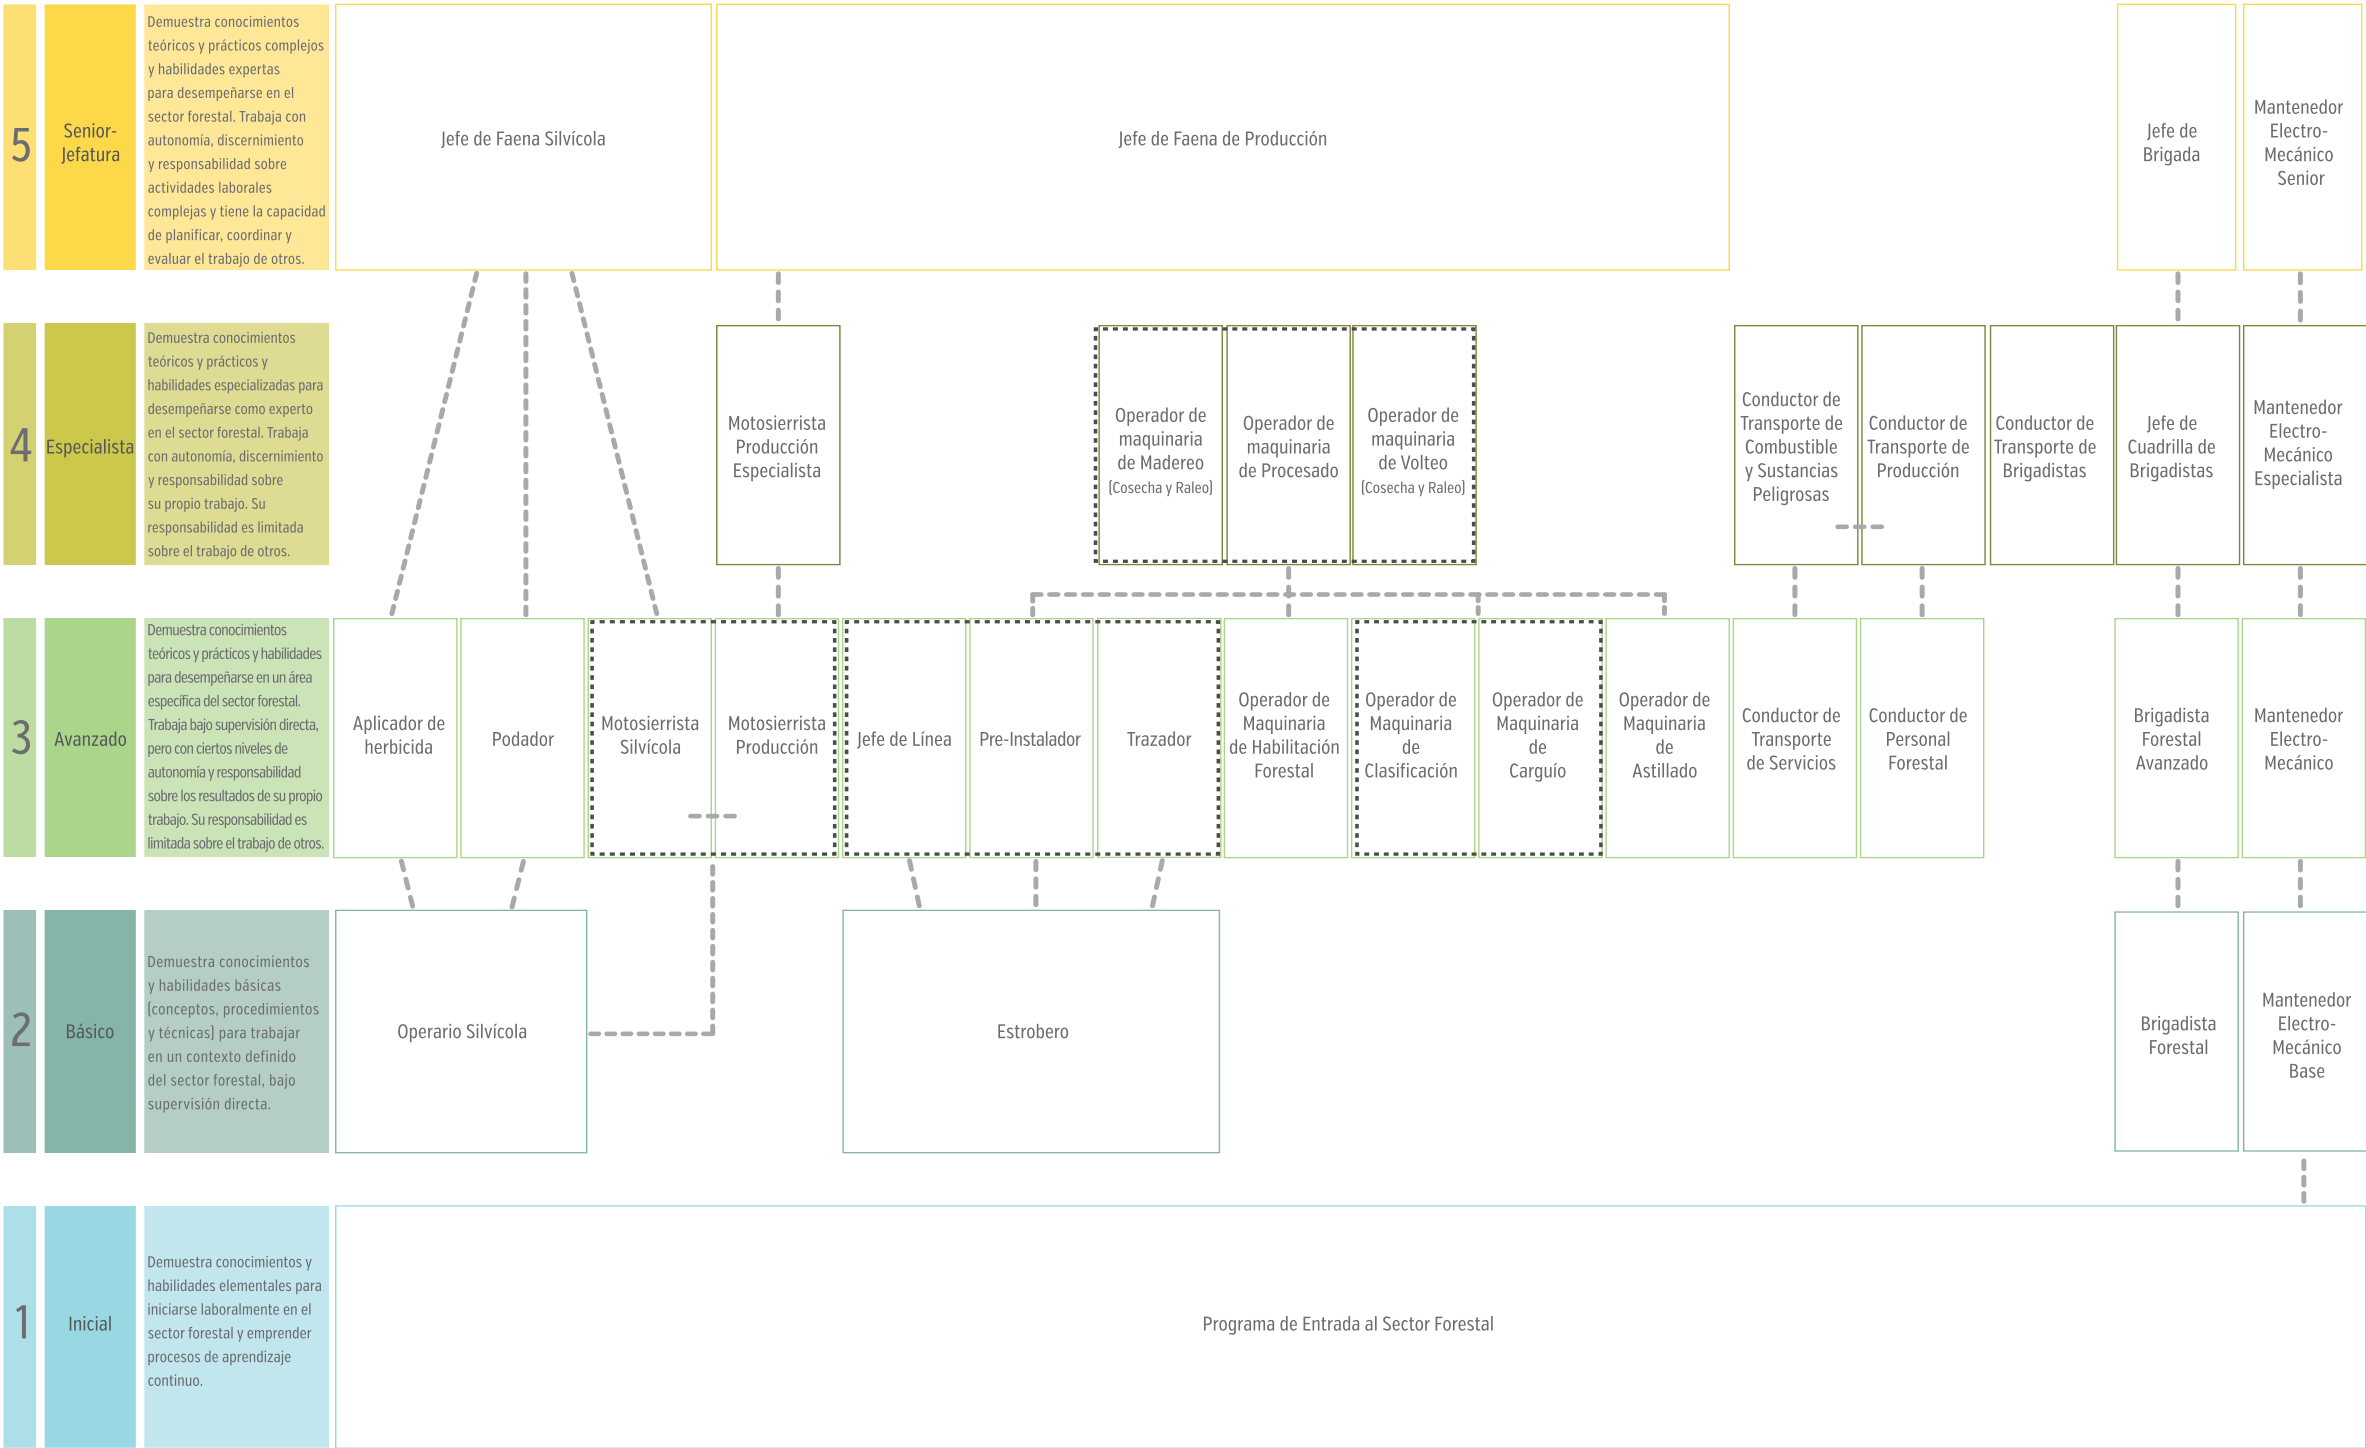 5
Senior-
Jefatura
Demuestra conocimientos
teóricos y prácticos complejos
y habilidades expertas
para desempeñarse en el
sector forestal. Trabaja con
autonomía, discernimiento
y responsabilidad sobre
actividades laborales
complejas y tiene la capacidad
de planificar, coordinar y
evaluar el trabajo de otros.
Jefe de Faena Silvícola
Jefe de Faena de Producción
Jefe de
Brigada
Mantenedor
Electro-
Mecánico
Senior
4
Especialista
Demuestra conocimientos
teóricos y prácticos y
habilidades especializadas para
desempeñarse como experto
en el sector forestal. Trabaja
con autonomía, discernimiento
y responsabilidad sobre
su propio trabajo. Su
responsabilidad es limitada
sobre el trabajo de otros.
Motosierrista
Producción
Especialista
Operador de
maquinaria
de Madereo
(Cosecha y Raleo)
Operador de
maquinaria
de Procesado
Operador de
maquinaria
de Volteo
(Cosecha y Raleo)
Conductor de
Transporte de
Combustible
y Sustancias
Peligrosas
Conductor de
Transporte de
Producción
Conductor de
Transporte de
Brigadistas
Jefe de
Cuadrilla de
Brigadistas
Mantenedor
Electro-
Mecánico
Especialista
3
Avanzado
Demuestra conocimientos
teóricos y prácticos y habilidades
para desempeñarse en un área
específica del sector forestal.
Trabaja bajo supervisión directa,
pero con ciertos niveles de
autonomía y responsabilidad
sobre los resultados de su propio
trabajo. Su responsabilidad es
limitada sobre el trabajo de otros.
Aplicador de
herbicida
Podador
Motosierrista
Silvícola
Motosierrista
Producción
Jefe de Línea
Pre-Instalador
Trazador
Operador de
Maquinaria
de Habilitación
Forestal
Operador de
Maquinaria
de
Clasificación
Operador de
Maquinaria
de
Carguío
Operador de
Maquinaria
de
Astillado
Conductor de
Transporte
de Servicios
Conductor de
Personal
Forestal
Brigadista
Forestal
Avanzado
Mantenedor
Electro-
Mecánico
2
Básico
Demuestra conocimientos
y habilidades básicas
(conceptos, procedimientos
y técnicas) para trabajar
en un contexto definido
del sector forestal, bajo
supervisión directa.
Operario Silvícola
Estrobero
Brigadista
Forestal
Mantenedor
Electro-
Mecánico
Base
1
Inicial
Demuestra conocimientos y
habilidades elementales para
iniciarse laboralmente en el
sector forestal y emprender
procesos de aprendizaje
continuo.
Programa de Entrada al Sector Forestal